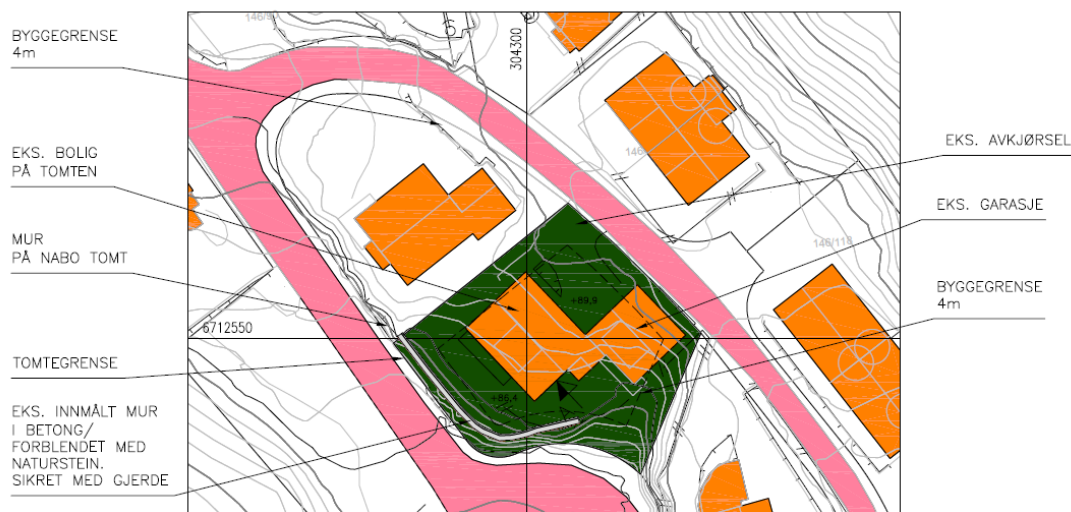 BYGGEGRENSE
4m
EKS. BOLIG
PÅ TOMTEN
MUR
PÅ NABO TOMT
TOMTEGRENSE
EKS. INNMÅLT MUR
I BETONG/
FORBLENDET MED
NATURSTEIN.
SIKRET MED GJERDE
304300
6712550
+89,9
+86,4
146/118
EKS. AVKJØRSEL
EKS. GARASJE
BYGGEGRENSE
4m